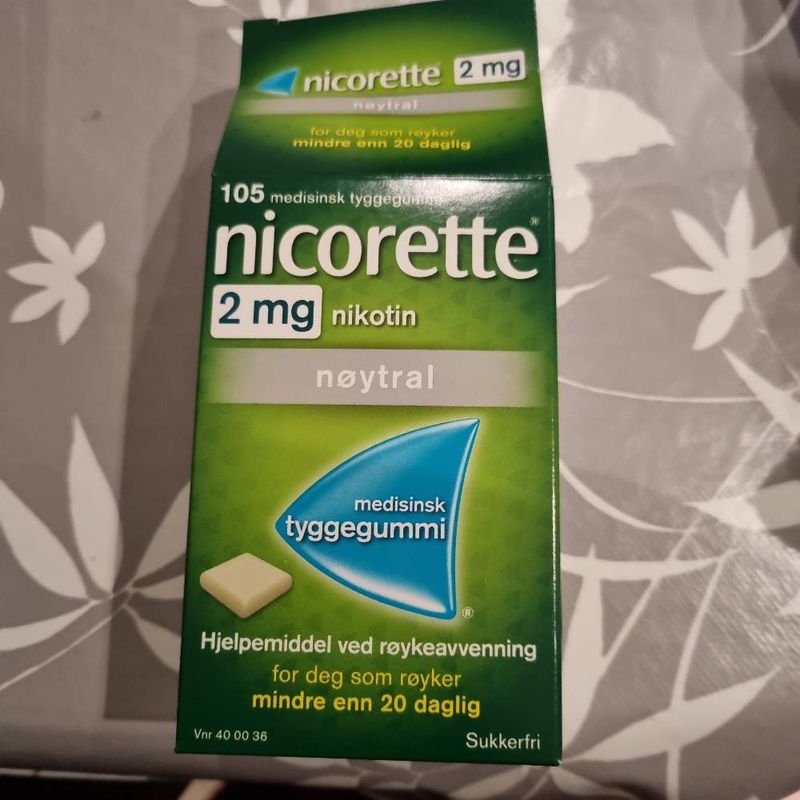 nicorette® 2 mg
nøytral
for deg som røyker
mindre enn 20 daglig
105 medisinsk tyggegummi
nicorette®
2 mg nikotin
nøytral
medisinsk
tyggegummi
®
Hjelpemiddel ved røykeavvenning
for deg som røyker
mindre enn 20 daglig
Vnr 40 00 36 Sukkerfri